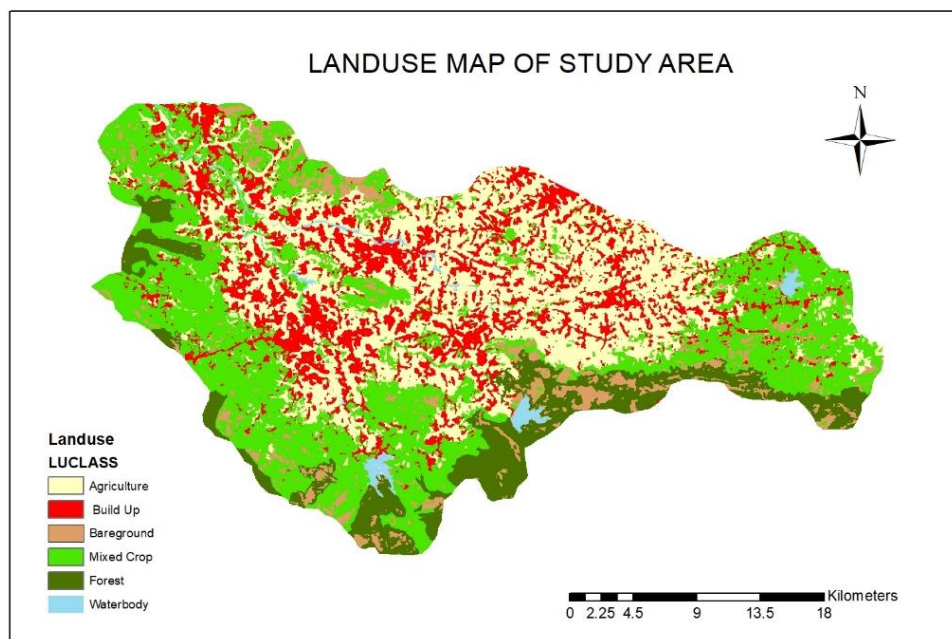 LANDUSE MAP OF STUDY AREA
N
Landuse
LUCLASS
Agriculture
Build Up
Bareground
Mixed Crop
Forest
Waterbody
Kilometers
0 2.25 4.5 9 13.5 18